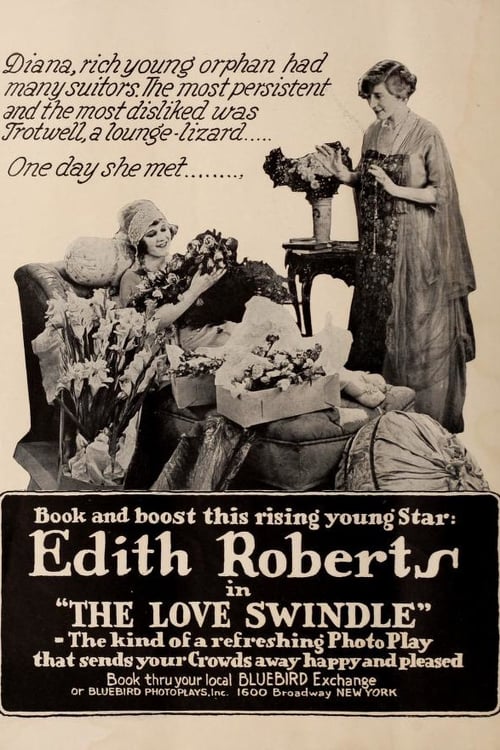 Diana, rich young orphan had
many suitors. The most persistent
and the most disliked was
Trotwell, a lounge-lizard.....
One day she met........,
Book and boost this rising young Star:
Edith Roberts
in
"THE LOVE SWINDLE"
- The kind of a refreshing Photo Play
that sends your Crowds away happy and pleased
Book thru your local BLUEBIRD Exchange
OR BLUEBIRD PHOTOPLAYS, Inc. 1600 Broadway NEW YORK